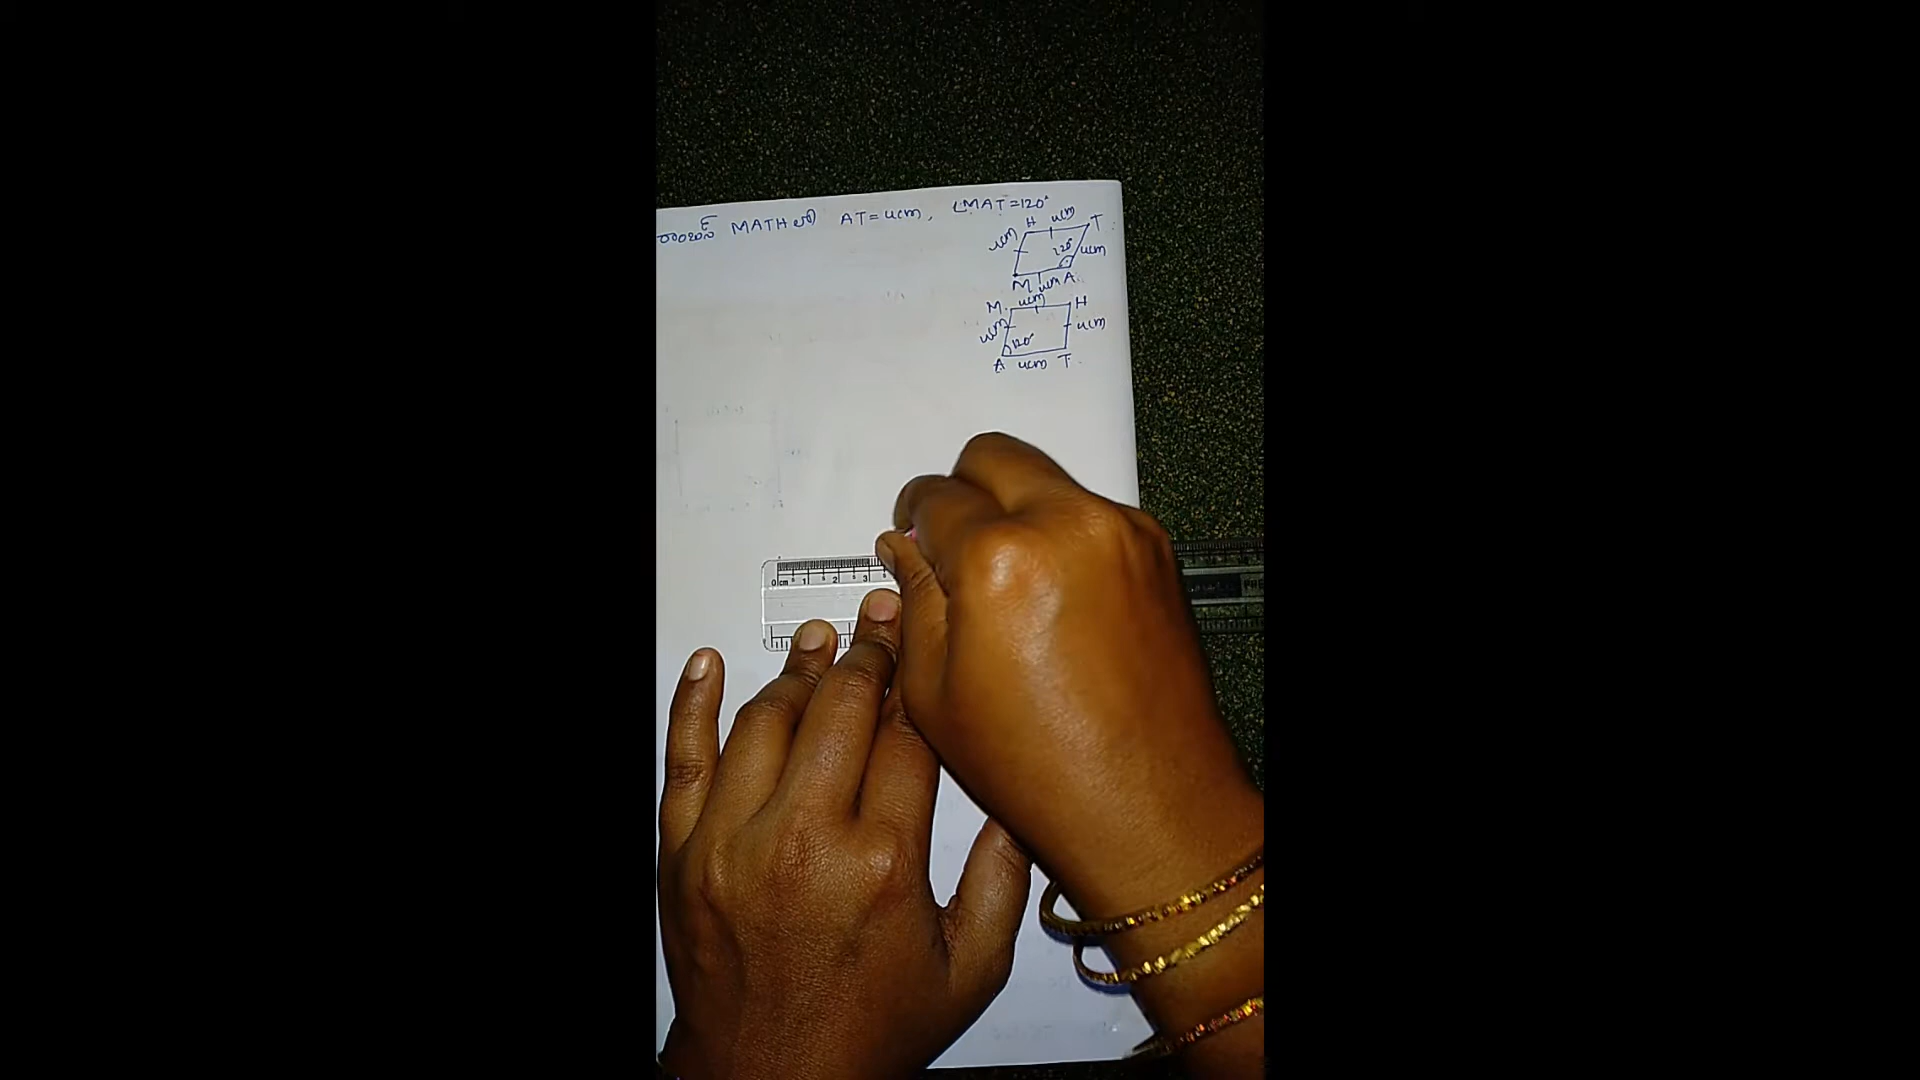 റോംബസ് MATH ൽ AT = 4cm, ∠MAT = 120°
H 4cm T
4cm 120° 4cm
M 4cm A
M 4cm H
4cm 120° 4cm
A 4cm T
0 cm 1 2 3